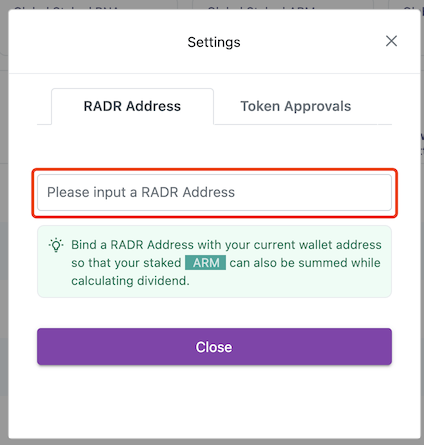 Settings
RADR Address
Token Approvals
Please input a RADR Address
Bind a RADR Address with your current wallet address
so that your staked ARM can also be summed while
calculating dividend.
Close